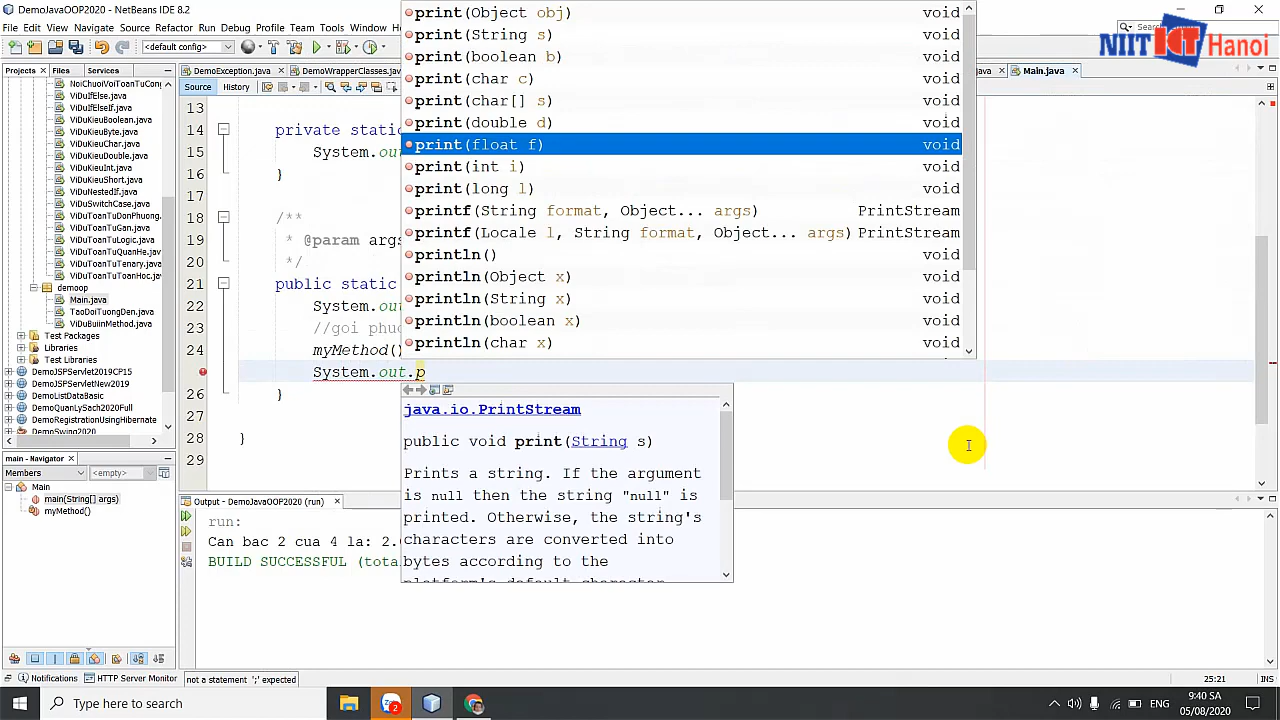 DemoJavaOOP2020 - NetBeans IDE 8.2
File Edit View Navigate Source Refactor Run Debug Profile Team Tools Window
<default config>
NIIT ICT Hanoi
Projects Files Services
DemoException.java DemoWrapperClasses.jav Main.java
Source History
NoiChuoiVoiToanTuCong
ViDuIfElse.java
ViDuIfElseIf.java
ViDuKieuBoolean.java
ViDuKieuByte.java
ViDuKieuChar.java
ViDuKieuDouble.java
ViDuKieuInt.java
ViDuKieuShort.java
ViDuNestedIf.java
ViDuSwitchCase.java
ViDuToanTuDonPhuong.
ViDuToanTuGan.java
ViDuToanTuLogic.java
ViDuToanTuQuanHe.java
ViDuToanTuTenary.java
ViDuToanTuToanHoc.jav
demoop
Main.java
TaoDoiTuongDen.java
ViDuBuiinMethod.java
Test Packages
Libraries
Test Libraries
DemoJSPServlet2019CP15
DemoJSPServletNew2019
DemoListDataBasic
DemoQuanLySach2020Full
DemoRegistrationUsingHibernate
DemoSwing2020
main - Navigator
Members <empty>
Main
main(String[] args)
myMethod()
13
14 private static
15 System.out
16 }
17
18 /**
19 * @param args
20 */
21 public static
22 System.out
23 //goi phuo
24 myMethod()
System.out.p
26 }
27
28 }
29
print(Object obj) void
print(String s) void
print(boolean b) void
print(char c) void
print(char[] s) void
print(double d) void
print(float f) void
print(int i) void
print(long l) void
printf(String format, Object... args) PrintStream
printf(Locale l, String format, Object... args) PrintStream
println() void
println(Object x) void
println(String x) void
println(boolean x) void
println(char x) void
java.io.PrintStream
public void print(String s)
Prints a string. If the argument
is null then the string "null" is
printed. Otherwise, the string's
characters are converted into
bytes according to the
platform's default character
Output - DemoJavaOOP2020 (run)
run:
Can bac 2 cua 4 la: 2.
BUILD SUCCESSFUL (tota
Notifications HTTP Server Monitor not a statement ';' expected 25:21 INS
Type here to search
2
ENG
9:40 SA
05/08/2020